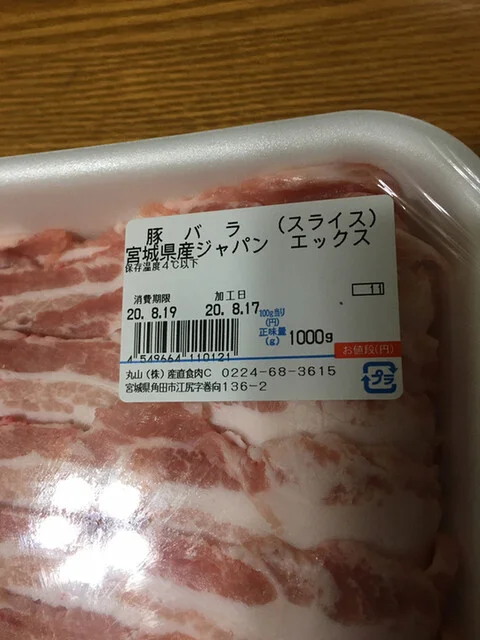 豚 バラ (スライス)
宮城県産ジャパン エックス
保存温度4℃以下
消費期限 加工日
20. 8.19 20. 8.17
100g当り
(円)
正味量
(g)
1000g
11
4 549664 110121
お値段(円)
丸山(株)産直食肉C 0224-68-3615
宮城県角田市江尻字巻向136-2
プラ